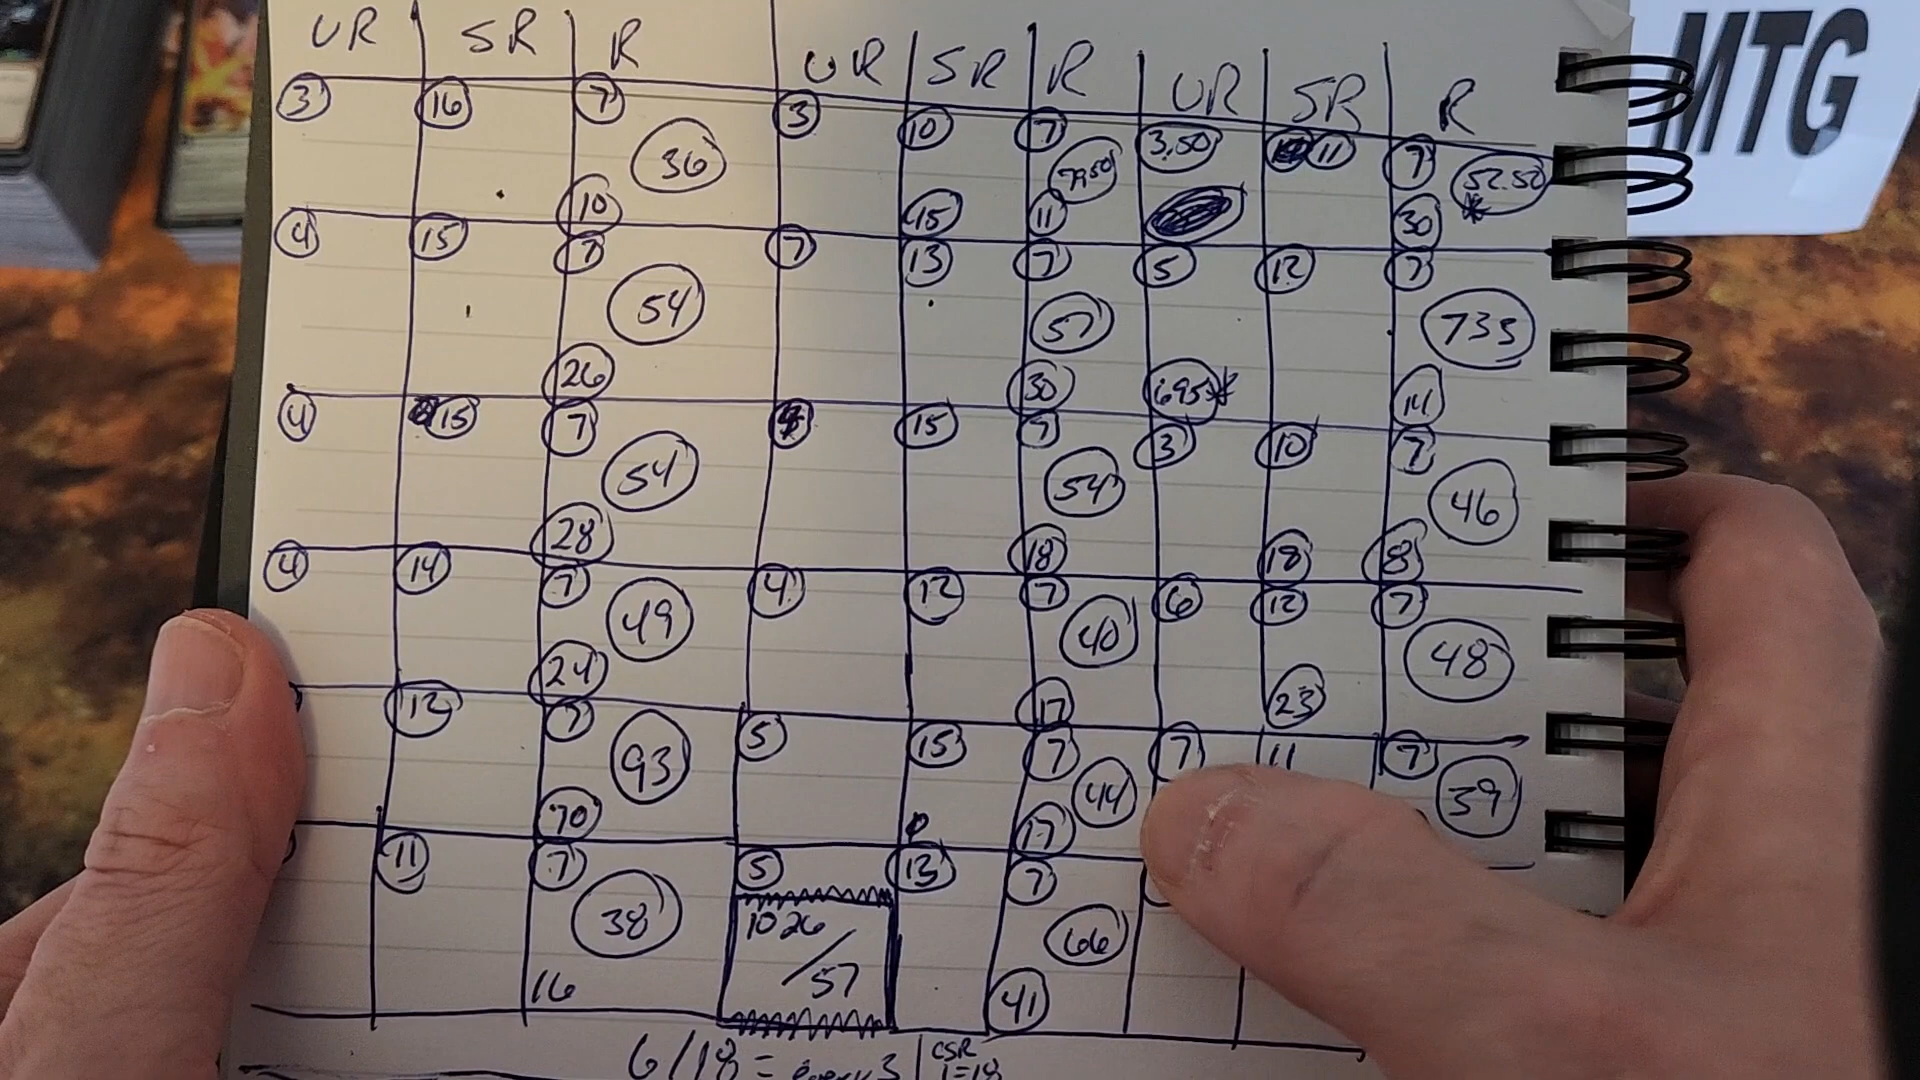 UR SR R UR SR R UR SR R
MTG
3 16 7 36 3 10 7 3.50 11 7 52.50 *
10 15 11 30
4 15 7 54 7 13 7 57 5 12 7 735
26 30 695 * 14
4 15 7 54 15 54 3 10 7 46
28 18 18 8
4 14 7 49 4 12 7 40 6 12 7 48
24 17 23
12 7 93 5 15 7 44 7 11 7 39
70 17
11 7 38 5 13 7 66
1026
/57
16 41
6/18 = every 3 | CSR
1=18